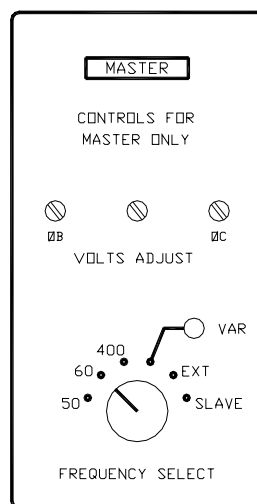 MASTER
CONTROLS FOR
MASTER ONLY
ØB ØC
VOLTS ADJUST
VAR
400
60 EXT
50 SLAVE
FREQUENCY SELECT